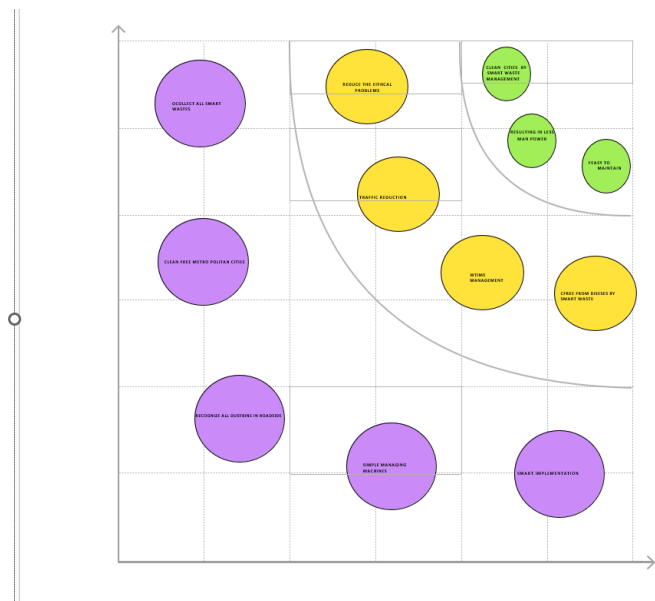 CLEAN CITIES BY
SMART WASTE
MANAGEMENT
REDUCE THE EITHICAL
PROBLEMS
OCOLLECT ALL SMART
WASTES
RESULTING IN LESS
MAN POWER
FEASY TO
MAINTAIN
TRAFFIC REDUCTION
CLEAN FREE METRO POLITAN CITIES
WTIME
MANAGEMENT
CFREE FROM DISESES BY
SMART WASTE
RECOGNIZE ALL DUSTBINS IN ROADSIDE
SIMPLE MANAGING
MACHINES
SMART IMPLEMENTATION